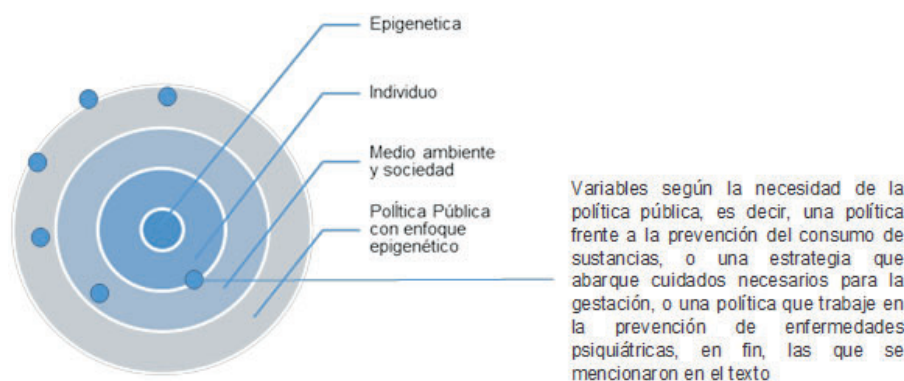 Epigenetica
Individuo
Medio ambiente
y sociedad
Política Pública
con enfoque
epigenético
Variables según la necesidad de la
política pública, es decir, una política
frente a la prevención del consumo de
sustancias, o una estrategia que
abarque cuidados necesarios para la
gestación, o una política que trabaje en
la prevención de enfermedades
psiquiátricas, en fin, las que se
mencionaron en el texto